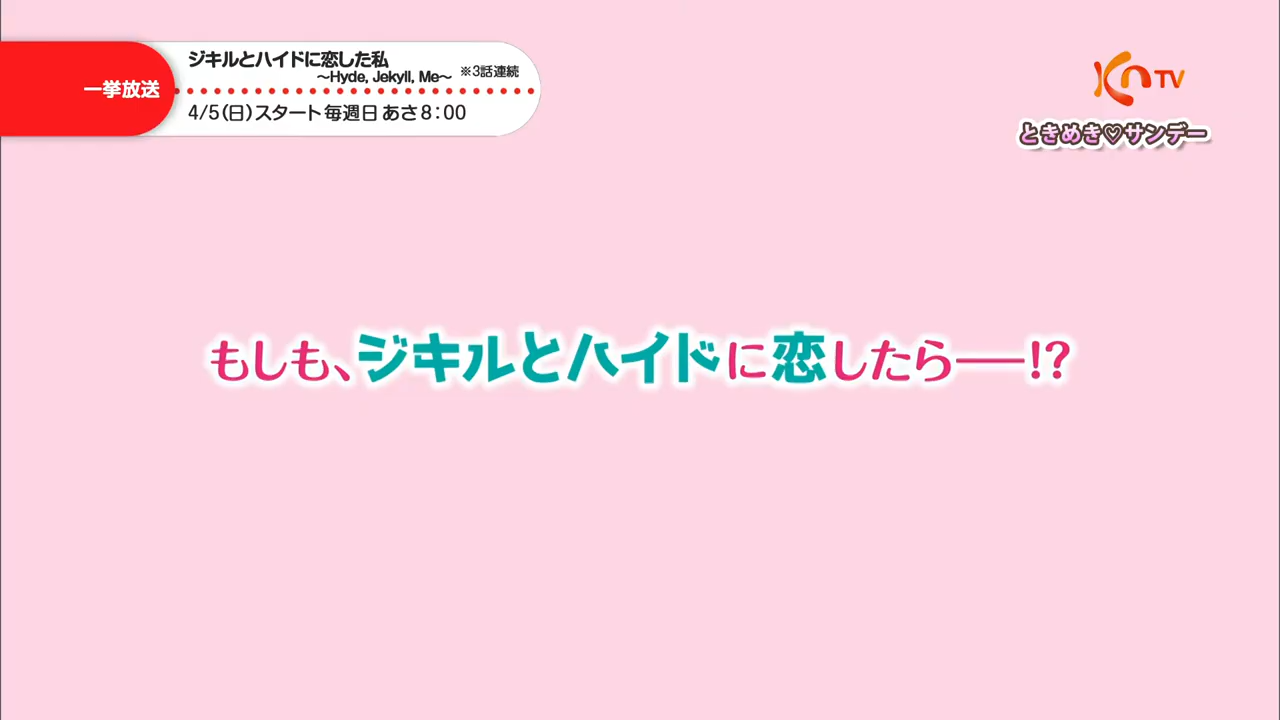 一挙放送
ジキルとハイドに恋した私
～Hyde, Jekyll, Me～ ※3話連続
4/5(日)スタート 毎週日 あさ8:00
KnTV
ときめき♡サンデー
もしも、ジキルとハイドに恋したら──!?